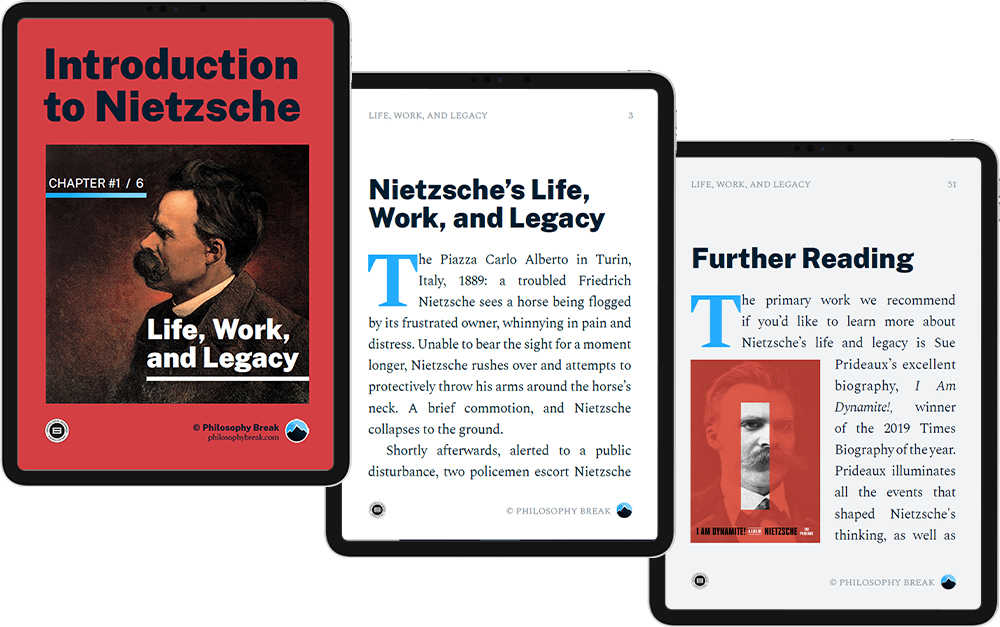 Introduction
to Nietzsche
CHAPTER #1 / 6
Life, Work,
and Legacy
© Philosophy Break
philosophybreak.com
LIFE, WORK, AND LEGACY 3
Nietzsche's Life,
Work, and Legacy
The Piazza Carlo Alberto in Turin,
Italy, 1889: a troubled Friedrich
Nietzsche sees a horse being flogged
by its frustrated owner, whinnying in pain and
distress. Unable to bear the sight for a moment
longer, Nietzsche rushes over and attempts to
protectively throw his arms around the horse's
neck. A brief commotion, and Nietzsche
collapses to the ground.
Shortly afterwards, alerted to a public
disturbance, two policemen escort Nietzsche
© PHILOSOPHY BREAK
LIFE, WORK, AND LEGACY 51
Further Reading
The primary work we recommend
if you'd like to learn more about
Nietzsche's life and legacy is Sue
Prideaux's excellent
biography, I Am
Dynamite!, winner
of the 2019 Times
Biography of the year.
Prideaux illuminates
all the events that
shaped Nietzsche's
thinking, as well as
I AM DYNAMITE! NIETZSCHE
© PHILOSOPHY BREAK